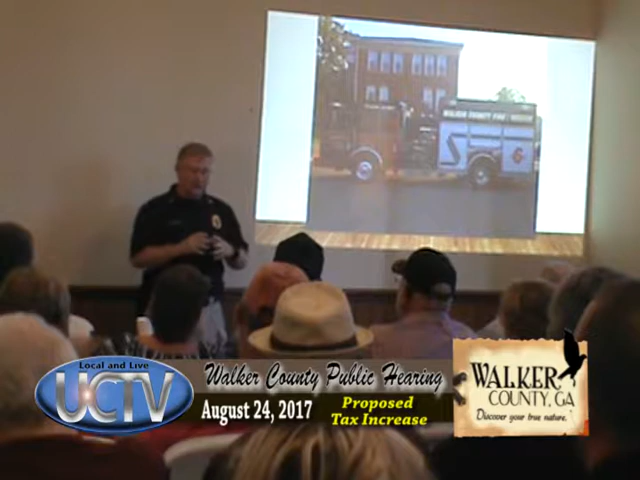 WALKER COUNTY FIRE RESCUE
Local and Live
UCTV
Walker County Public Hearing
August 24, 2017
Proposed
Tax Increase
WALKER
COUNTY, GA
Discover your true nature.